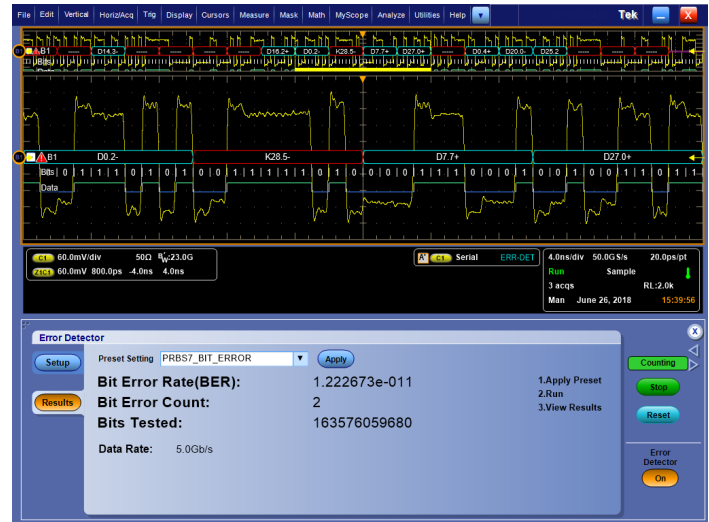 File Edit Vertical Horiz/Acq Trig Display Cursors Measure Mask Math MyScope Analyze Utilities Help Tek X
B1 B1 ---- D14.3- ---- ---- ---- ---- D16.2+ D0.2- K28.5- D7.7+ D27.0+ ---- D0.4+ D20.0- D25.2 ---- ---- ----
Bits
Data
B1 B1 D0.2- K28.5- D7.7+ D27.0+
Bits 0 1 1 1 0 1 0 0 0 1 1 1 1 1 0 0 0 0 1 1 1 0 0 0 1 0 0 1 1 0 1 1
Data
C1 60.0mV/div 50Ω BW:23.0G
Z1C1 60.0mV 800.0ps -4.0ns 4.0ns
A' C1 Serial ERR-DET
4.0ns/div 50.0GS/s 20.0ps/pt
Run Sample
3 acqs RL:2.0k
Man June 26, 2018 15:39:56
Error Detector
x
Setup
Preset Setting PRBS7_BIT_ERROR Apply
Counting
Bit Error Rate(BER): 1.222673e-011
1.Apply Preset
2.Run
3.View Results
Stop
Results
Bit Error Count: 2
Reset
Bits Tested: 163576059680
Data Rate: 5.0Gb/s
Error
Detector
On